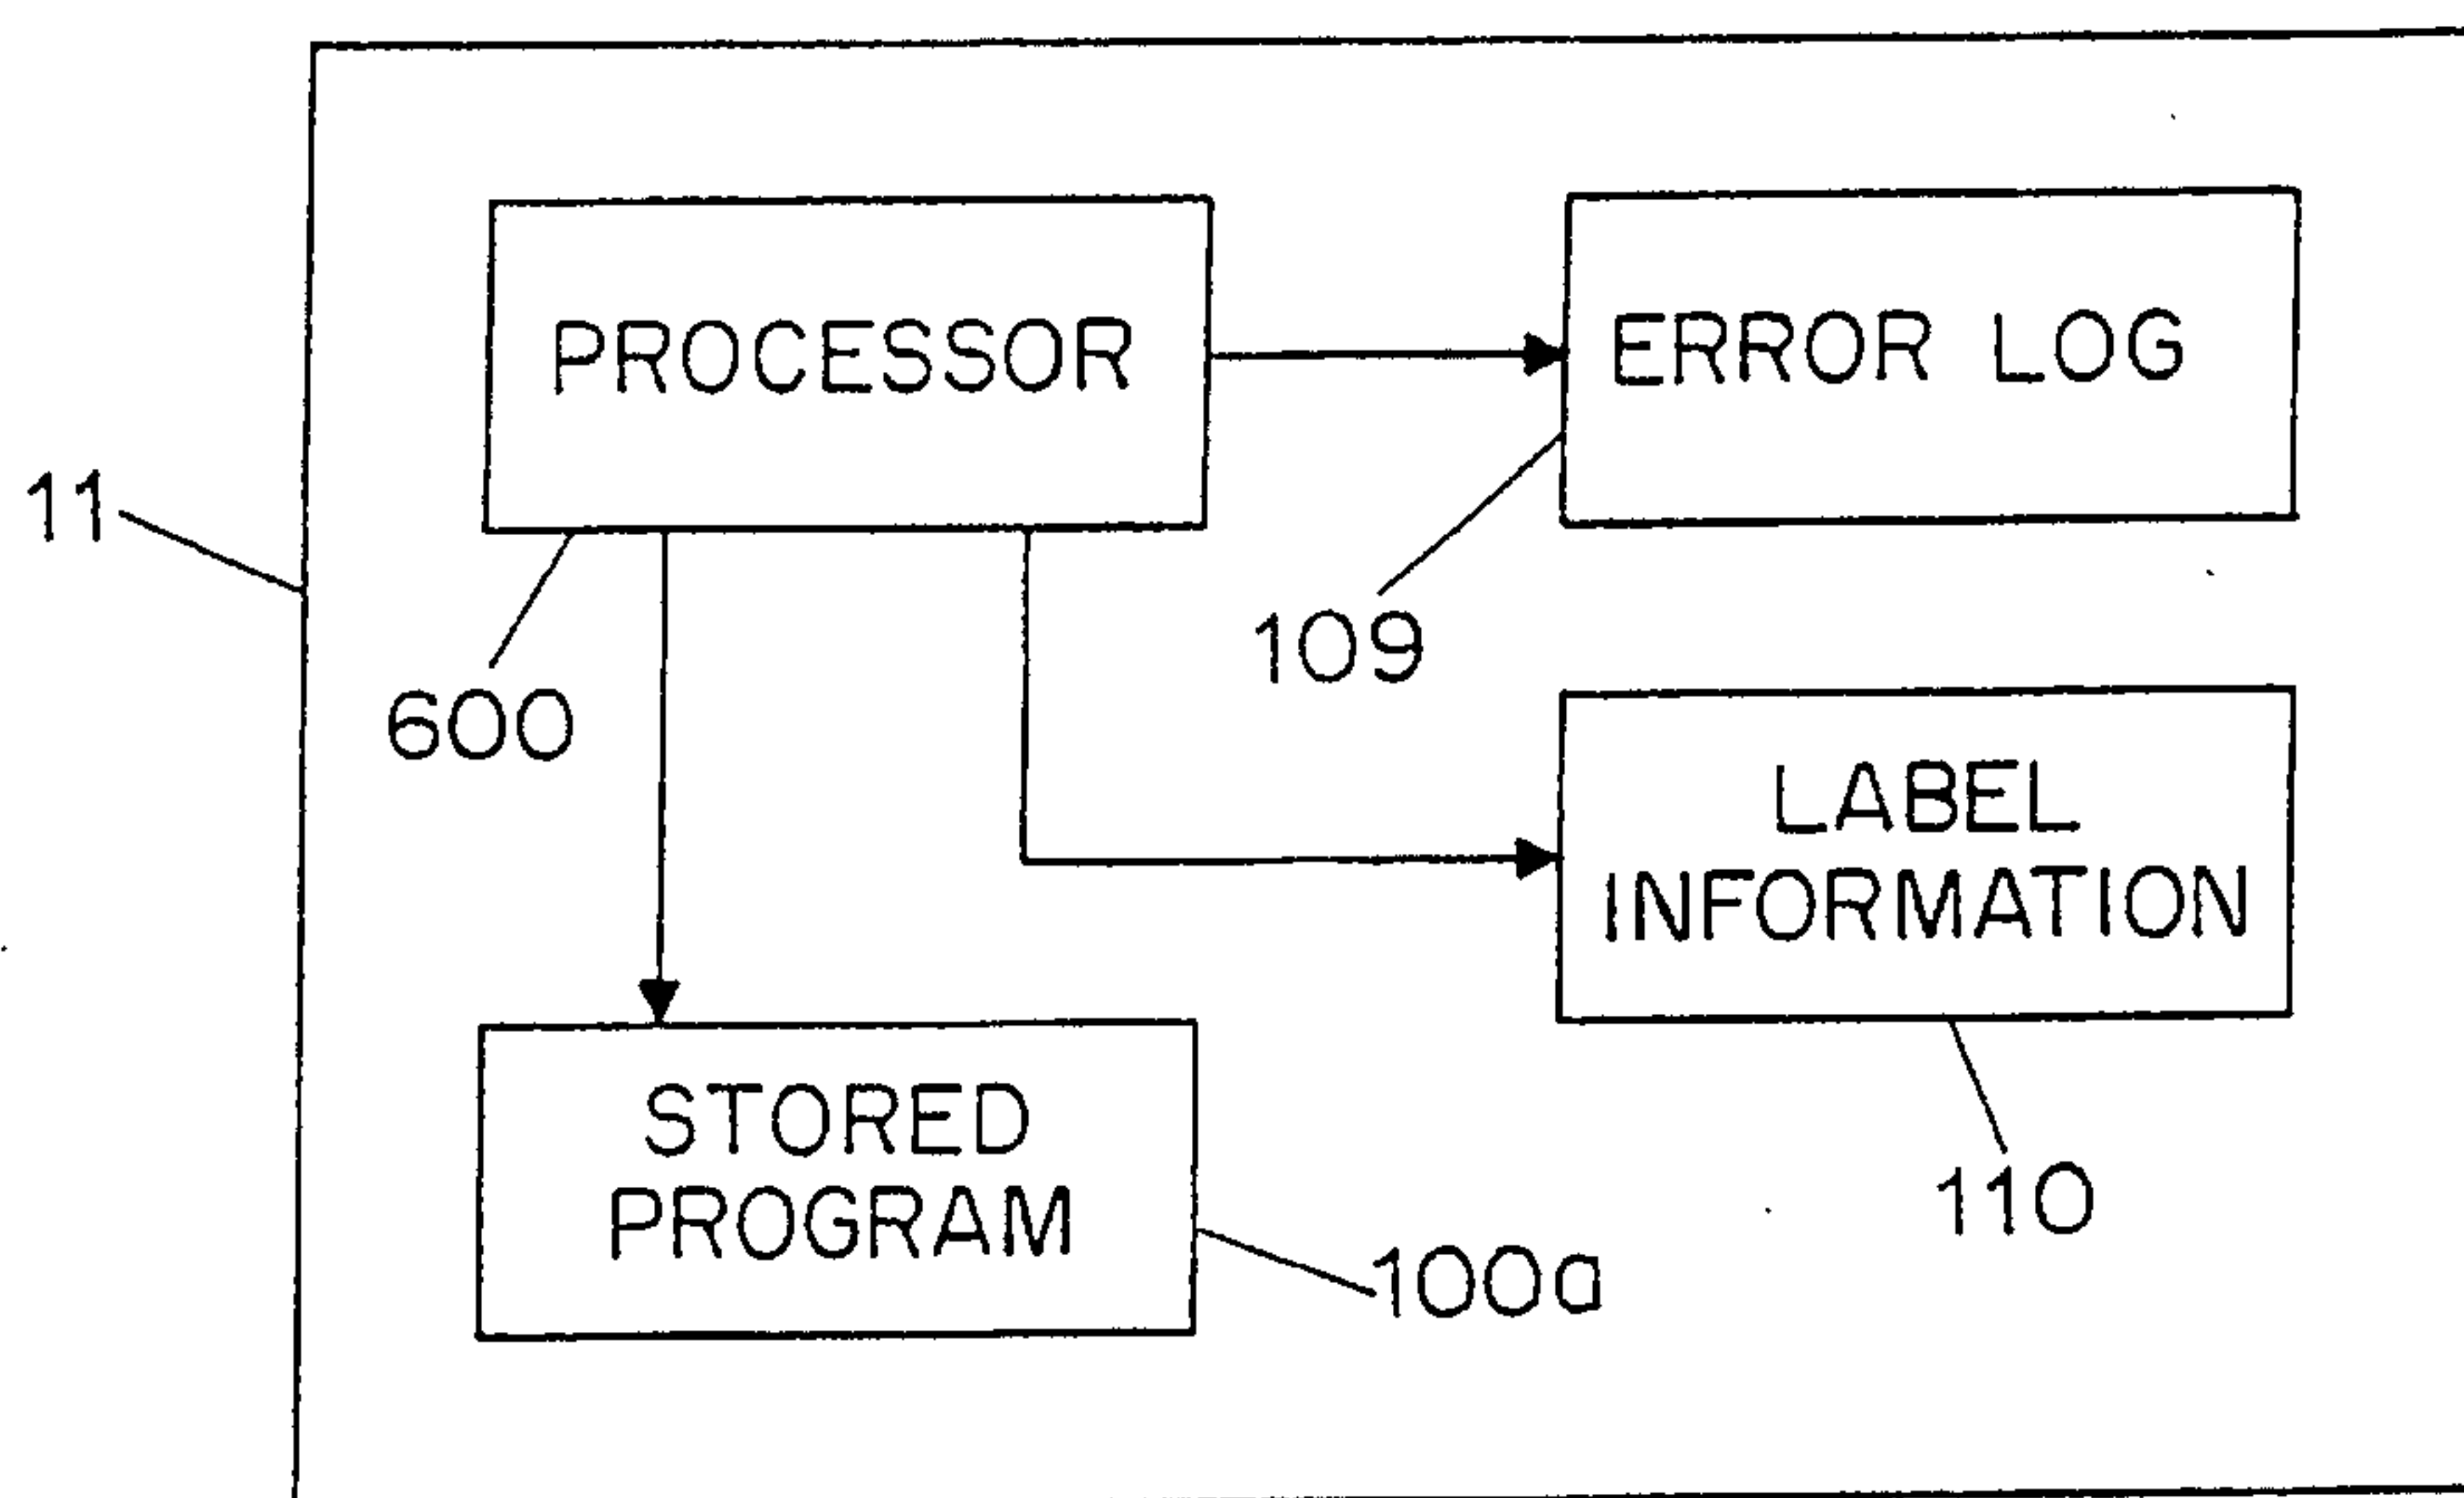 PROCESSOR
ERROR LOG
11
109
600
LABEL
INFORMATION
STORED
PROGRAM
110
100a